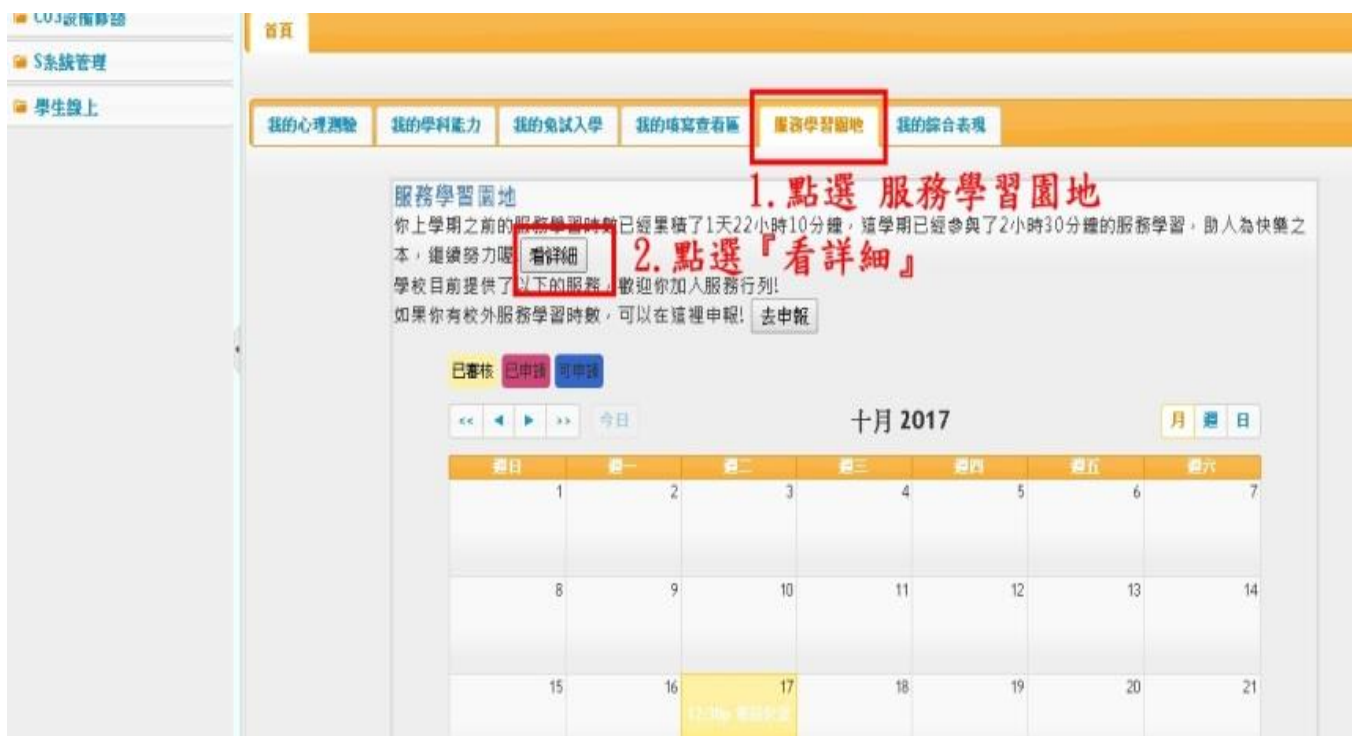 首頁
S系統管理
學生線上
我的心理測驗 我的學科能力 我的免試入學 我的填寫查看區 服務學習園地 我的綜合表現
1. 點選 服務學習園地
服務學習園地
你上學期之前的服務學習時數已經累積了1天22小時10分鐘，這學期已經參與了2小時30分鐘的服務學習，助人為快樂之
本，繼續努力喔 看詳細
2. 點選『看詳細』
學校目前提供了以下的服務，歡迎你加入服務行列!
如果你有校外服務學習時數，可以在這裡申報! 去申報
已審核 已申請 可申請
<< ◄ ► >> 今日 十月 2017 月 週 日
週日 週一 週二 週三 週四 週五 週六
1 2 3 4 5 6 7
8 9 10 11 12 13 14
15 16 17 18 19 20 21
12:30p